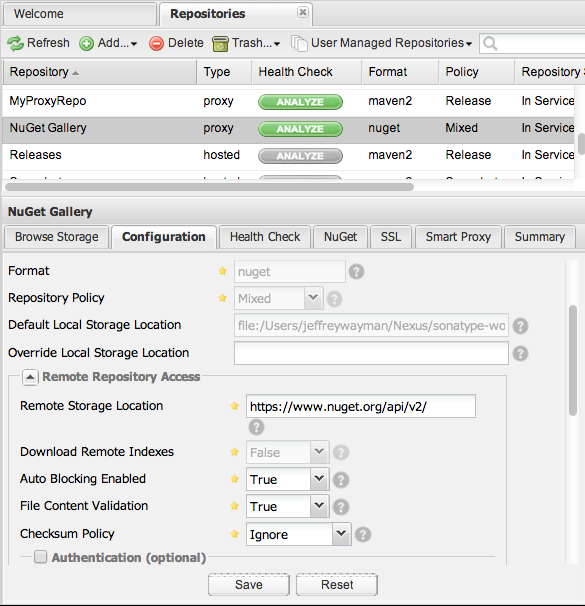 Welcome
Repositories
Refresh Add... Delete Trash... User Managed Repositories
Repository Type Health Check Format Policy Repository
MyProxyRepo proxy ANALYZE maven2 Release In Service
NuGet Gallery proxy ANALYZE nuget Mixed In Service
Releases hosted ANALYZE maven2 Release In Service
NuGet Gallery
Browse Storage Configuration Health Check NuGet SSL Smart Proxy Summary
Format nuget
Repository Policy Mixed
Default Local Storage Location file:/Users/jeffreywayman/Nexus/sonatype-wo
Override Local Storage Location
Remote Repository Access
Remote Storage Location https://www.nuget.org/api/v2/
Download Remote Indexes False
Auto Blocking Enabled True
File Content Validation True
Checksum Policy Ignore
Authentication (optional)
Save Reset